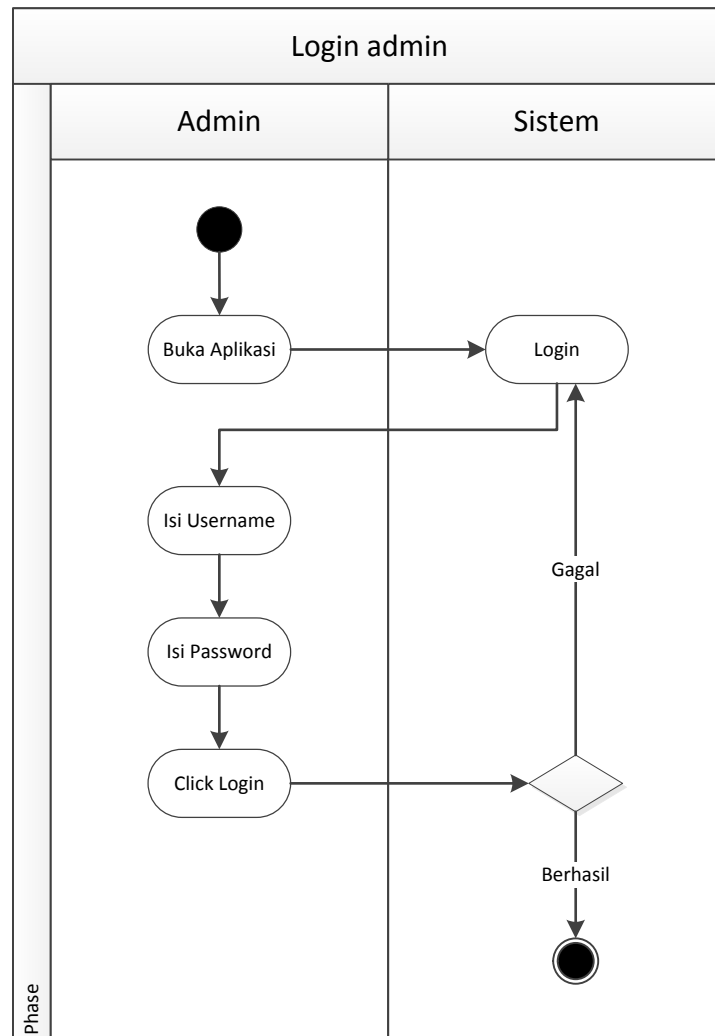 Login admin
Admin
Sistem
Buka Aplikasi
Login
Isi Username
Isi Password
Gagal
Click Login
Berhasil
Phase